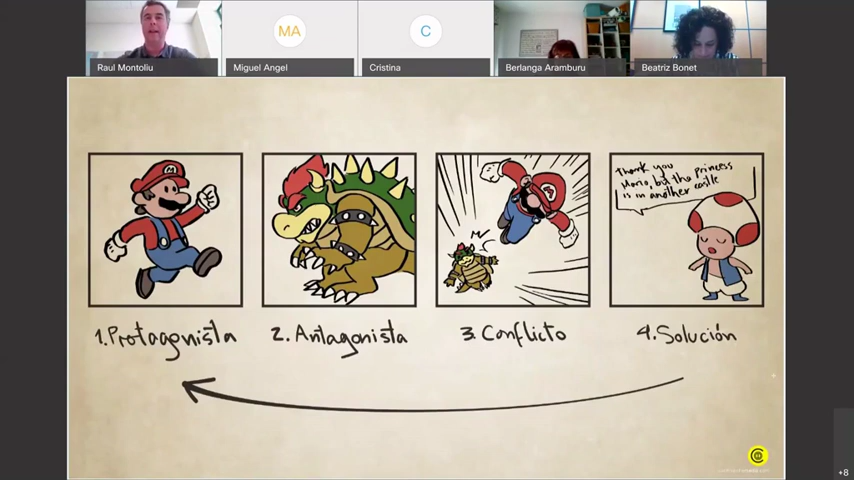 MA
C
Raul Montoliu
Miguel Angel
Cristina
Berlanga Aramburu
Beatriz Bonet
Thank you
Mario, but the Princess
is in another castle
1. Protagonista
2. Antagonista
3. Conflicto
4. Solución
+8